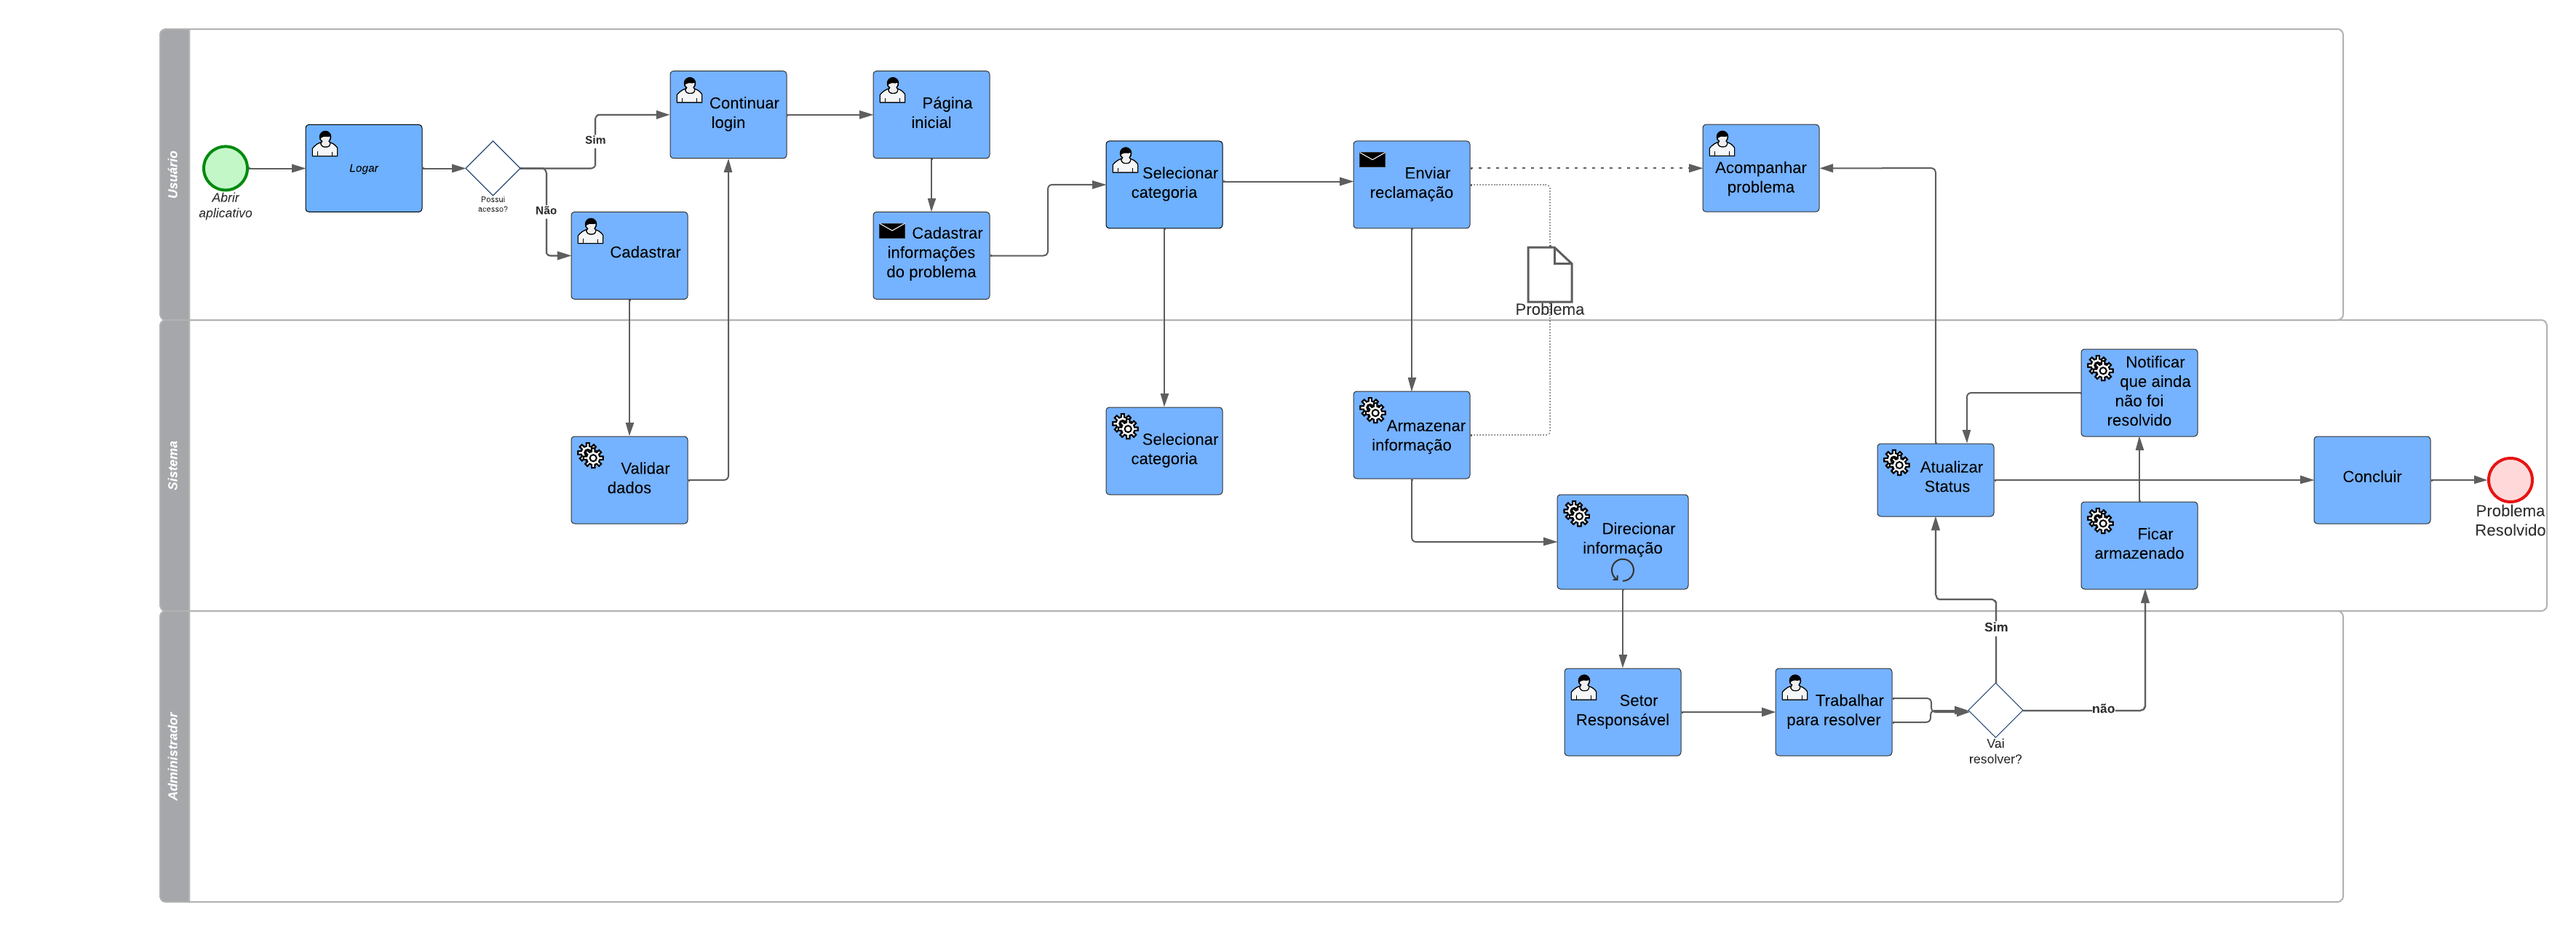 Usuário
Abrir
aplicativo
Logar
Possui
acesso?
Sim
Não
Continuar
login
Cadastrar
Página
inicial
Cadastrar
informações
do problema
Selecionar
categoria
Enviar
reclamação
Problema
Acompanhar
problema
Sistema
Validar
dados
Selecionar
categoria
Armazenar
informação
Direcionar
informação
Atualizar
Status
Notificar
que ainda
não foi
resolvido
Ficar
armazenado
Concluir
Problema
Resolvido
Administrador
Setor
Responsável
Trabalhar
para resolver
Vai
resolver?
Sim
não